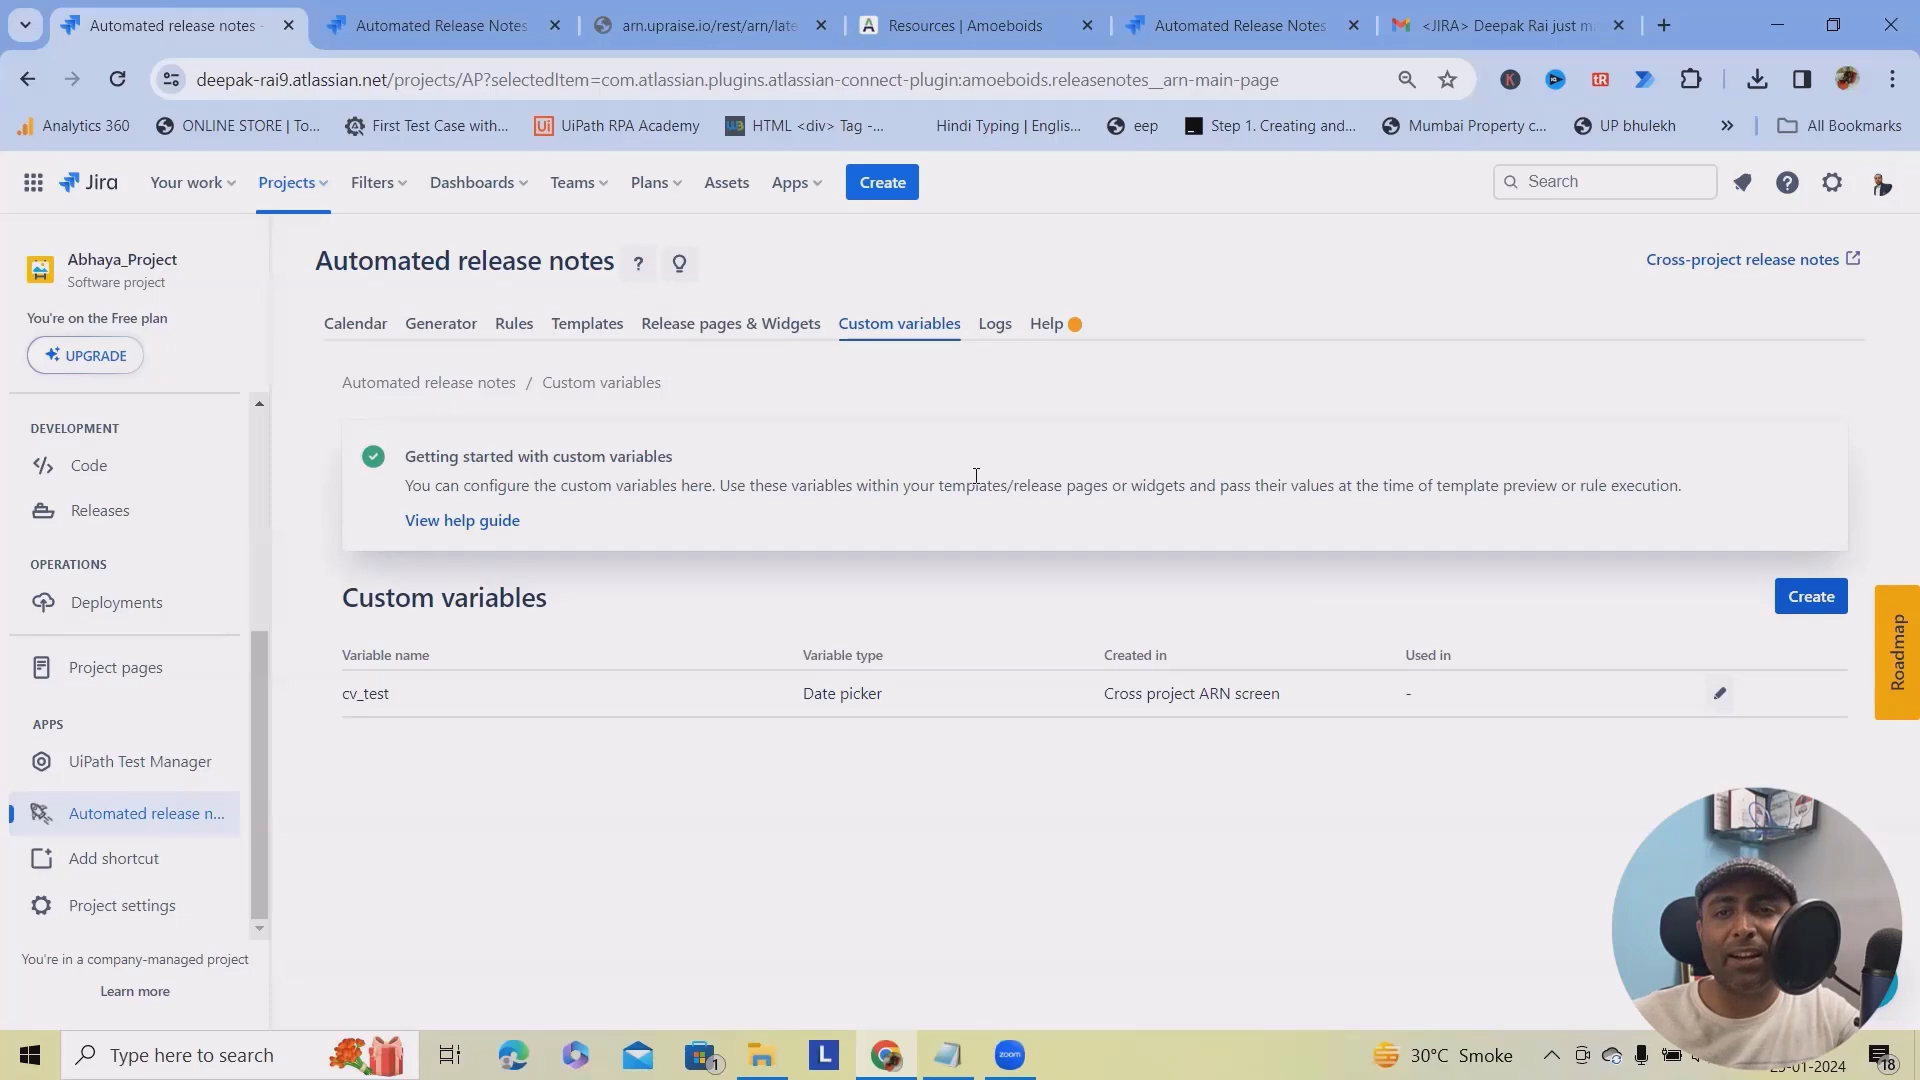 Automated release notes -
Automated Release Notes
arn.upraise.io/rest/arn/late
Resources | Amoeboids
Automated Release Notes
<JIRA> Deepak Rai just m
deepak-rai9.atlassian.net/projects/AP?selectedItem=com.atlassian.plugins.atlassian-connect-plugin:amoeboids.releasenotes__arn-main-page
Analytics 360
ONLINE STORE | To...
First Test Case with...
UiPath RPA Academy
HTML <div> Tag -...
Hindi Typing | Englis...
eep
Step 1. Creating and...
Mumbai Property c...
UP bhulekh
All Bookmarks
Jira
Your work
Projects
Filters
Dashboards
Teams
Plans
Assets
Apps
Create
Search
Abhaya_Project
Software project
You're on the Free plan
UPGRADE
DEVELOPMENT
Code
Releases
OPERATIONS
Deployments
Project pages
APPS
UiPath Test Manager
Automated release n...
Add shortcut
Project settings
You're in a company-managed project
Learn more
Automated release notes
?
Cross-project release notes
Calendar
Generator
Rules
Templates
Release pages & Widgets
Custom variables
Logs
Help
Automated release notes / Custom variables
Getting started with custom variables
You can configure the custom variables here. Use these variables within your templates/release pages or widgets and pass their values at the time of template preview or rule execution.
View help guide
Custom variables
Create
Variable name
Variable type
Created in
Used in
cv_test
Date picker
Cross project ARN screen
-
Roadmap
Type here to search
1
L
zoom
30°C Smoke
18